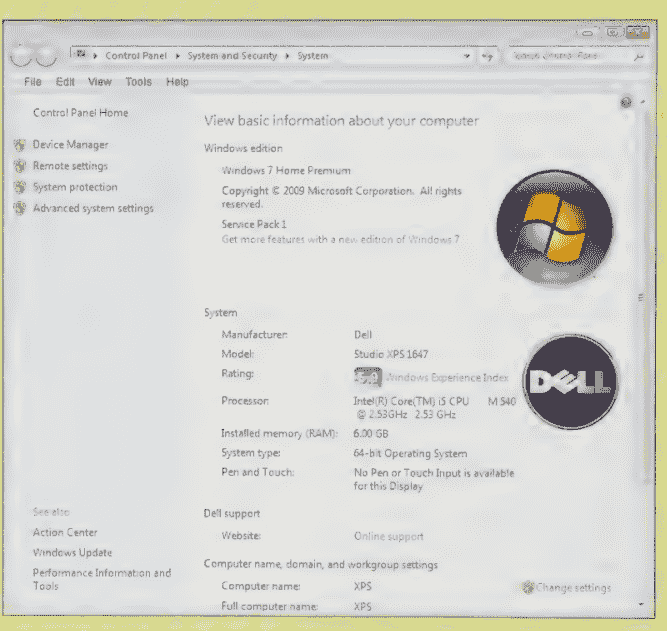 Control Panel ▸ System and Security ▸ System
File Edit View Tools Help
Control Panel Home
Device Manager
Remote settings
System protection
Advanced system settings
See also
Action Center
Windows Update
Performance Information and
Tools
View basic information about your computer
Windows edition
Windows 7 Home Premium
Copyright © 2009 Microsoft Corporation. All rights
reserved.
Service Pack 1
Get more features with a new edition of Windows 7
System
Manufacturer: Dell
Model: Studio XPS 1647
Rating: Windows Experience Index
Processor: Intel(R) Core(TM) i5 CPU M 540
@ 2.53GHz 2.53 GHz
Installed memory (RAM): 6.00 GB
System type: 64-bit Operating System
Pen and Touch: No Pen or Touch Input is available
for this Display
DELL
Dell support
Website: Online support
Computer name, domain, and workgroup settings
Computer name: XPS
Change settings
Full computer name: XPS